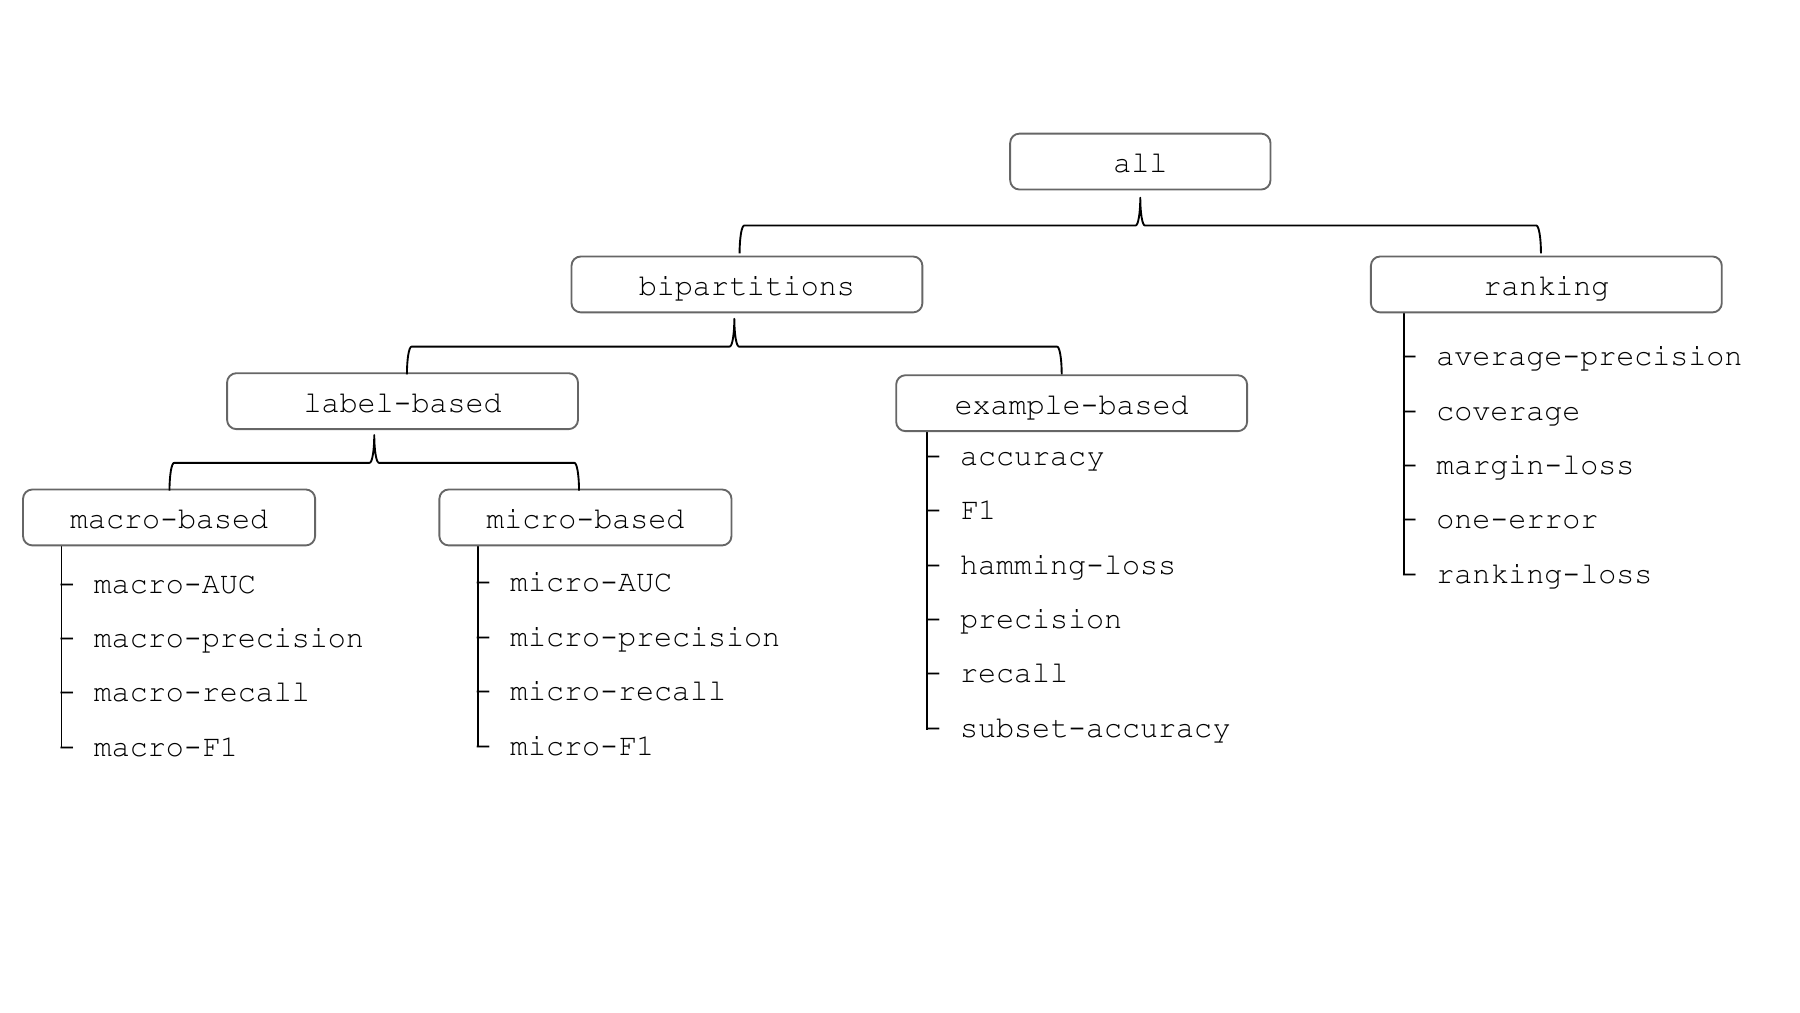 all
bipartitions
ranking
label-based
example-based
macro-based
micro-based
macro-AUC
macro-precision
macro-recall
macro-F1
micro-AUC
micro-precision
micro-recall
micro-F1
accuracy
F1
hamming-loss
precision
recall
subset-accuracy
average-precision
coverage
margin-loss
one-error
ranking-loss